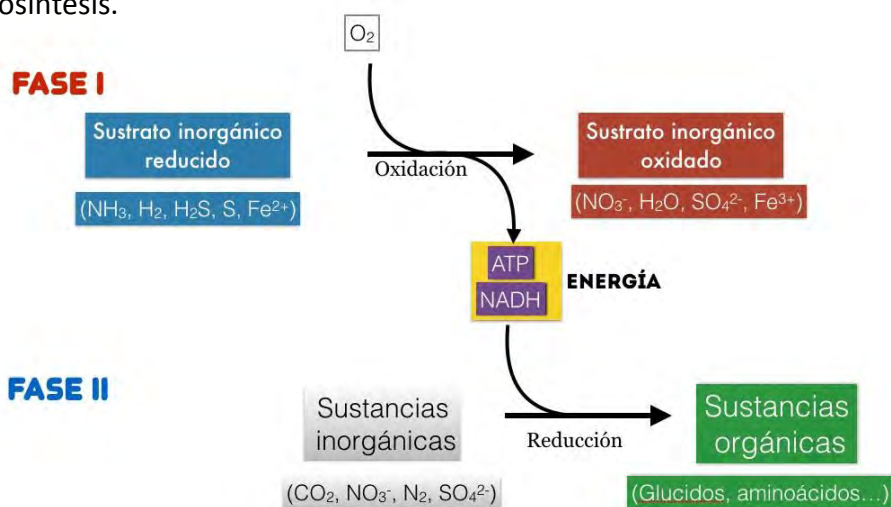 osíntesis.
O₂
FASE I
Sustrato inorgánico
reducido
Sustrato inorgánico
oxidado
Oxidación
(NH₃, H₂, H₂S, S, Fe²⁺)
(NO₃⁻, H₂O, SO₄²⁻, Fe³⁺)
ATP
NADH
ENERGÍA
FASE II
Sustancias
inorgánicas
Reducción
Sustancias
orgánicas
(CO₂, NO₃⁻, N₂, SO₄²⁻)
(Glucidos, aminoácidos...)